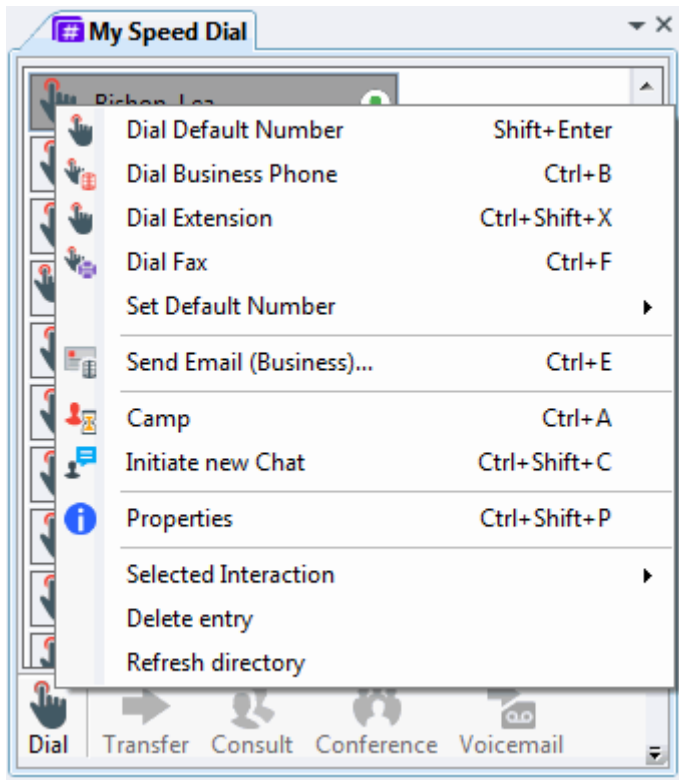 # My Speed Dial
Bishop, Lea
Dial Default Number Shift+Enter
Dial Business Phone Ctrl+B
Dial Extension Ctrl+Shift+X
Dial Fax Ctrl+F
Set Default Number
Send Email (Business)... Ctrl+E
Camp Ctrl+A
Initiate new Chat Ctrl+Shift+C
Properties Ctrl+Shift+P
Selected Interaction
Delete entry
Refresh directory
Dial Transfer Consult Conference Voicemail